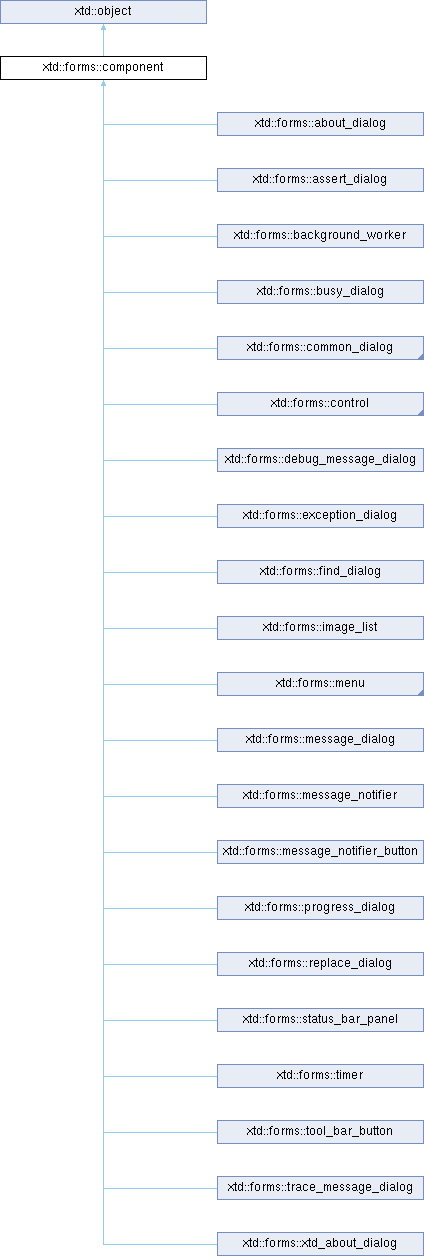 xtd::object
xtd::forms::component
xtd::forms::about_dialog
xtd::forms::assert_dialog
xtd::forms::background_worker
xtd::forms::busy_dialog
xtd::forms::common_dialog
xtd::forms::control
xtd::forms::debug_message_dialog
xtd::forms::exception_dialog
xtd::forms::find_dialog
xtd::forms::image_list
xtd::forms::menu
xtd::forms::message_dialog
xtd::forms::message_notifier
xtd::forms::message_notifier_button
xtd::forms::progress_dialog
xtd::forms::replace_dialog
xtd::forms::status_bar_panel
xtd::forms::timer
xtd::forms::tool_bar_button
xtd::forms::trace_message_dialog
xtd::forms::xtd_about_dialog